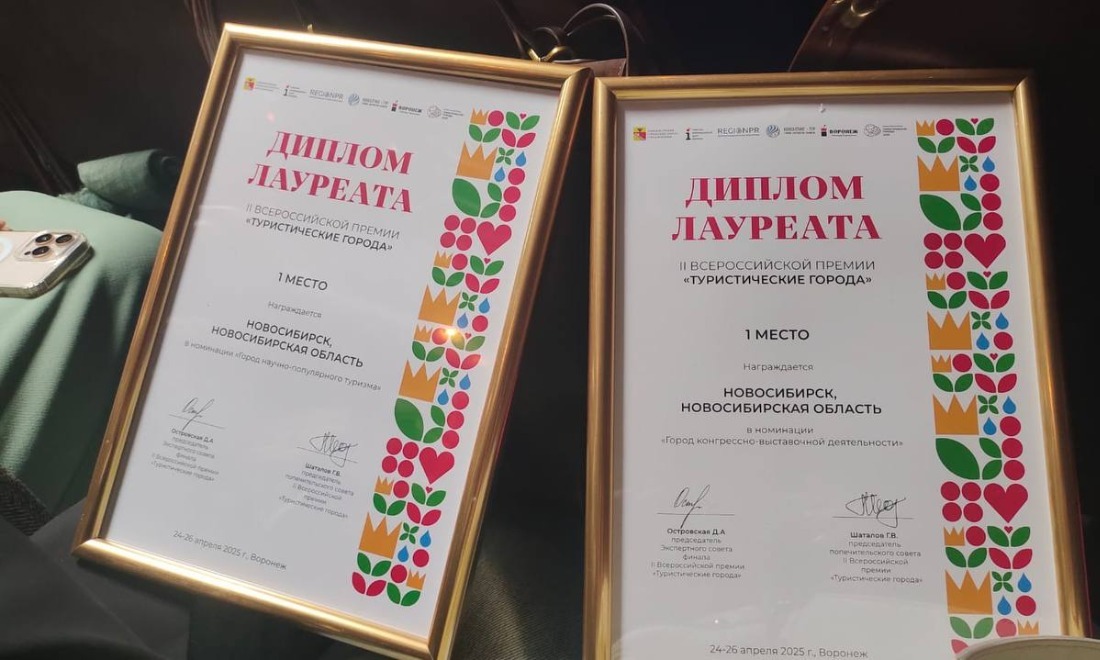 REGIONPR
ВОРОНЕЖ
ДИПЛОМ
ЛАУРЕАТА
II ВСЕРОССИЙСКОЙ ПРЕМИИ
«ТУРИСТИЧЕСКИЕ ГОРОДА»
1 МЕСТО
Награждается
НОВОСИБИРСК,
НОВОСИБИРСКАЯ ОБЛАСТЬ
в номинации «Город научно-популярного туризма»
Островская Д.А
председатель
Экспертного совета
финала
II Всероссийской премии
«Туристические города»
Шаталов Г.В.
председатель
попечительского совета
II Всероссийской
премии
«Туристические города»
24-26 апреля 2025 г., Воронеж
REGIONPR
ВОРОНЕЖ
ДИПЛОМ
ЛАУРЕАТА
II ВСЕРОССИЙСКОЙ ПРЕМИИ
«ТУРИСТИЧЕСКИЕ ГОРОДА»
1 МЕСТО
Награждается
НОВОСИБИРСК,
НОВОСИБИРСКАЯ ОБЛАСТЬ
в номинации
«Город конгрессно-выставочной деятельности»
Островская Д.А
председатель
Экспертного совета
финала
II Всероссийской премии
«Туристические города»
Шаталов Г.В.
председатель
попечительского совета
II Всероссийской
премии
«Туристические города»
24-26 апреля 2025 г., Воронеж